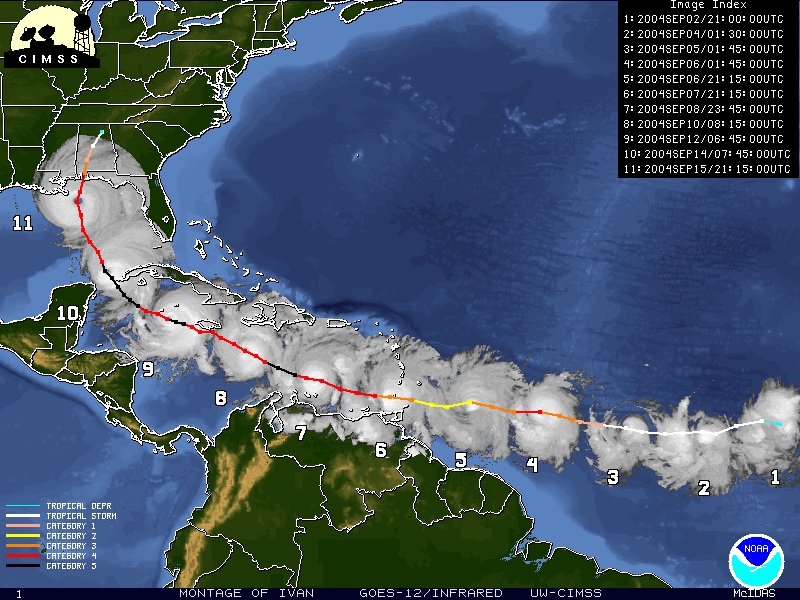 CIMSS
Image Index
1: 2004SEP02/21:00:00UTC
2: 2004SEP04/01:30:00UTC
3: 2004SEP05/01:45:00UTC
4: 2004SEP06/01:45:00UTC
5: 2004SEP06/21:15:00UTC
6: 2004SEP07/21:15:00UTC
7: 2004SEP08/23:45:00UTC
8: 2004SEP10/08:15:00UTC
9: 2004SEP12/06:45:00UTC
10: 2004SEP14/07:45:00UTC
11: 2004SEP15/21:15:00UTC
11
10
9
8
7
6
5
4
3
2
1
TROPICAL DEPR
TROPICAL STORM
CATEGORY 1
CATEGORY 2
CATEGORY 3
CATEGORY 4
CATEGORY 5
NOAA
1 MONTAGE OF IVAN GOES-12/INFRARED UW-CIMSS McIDAS